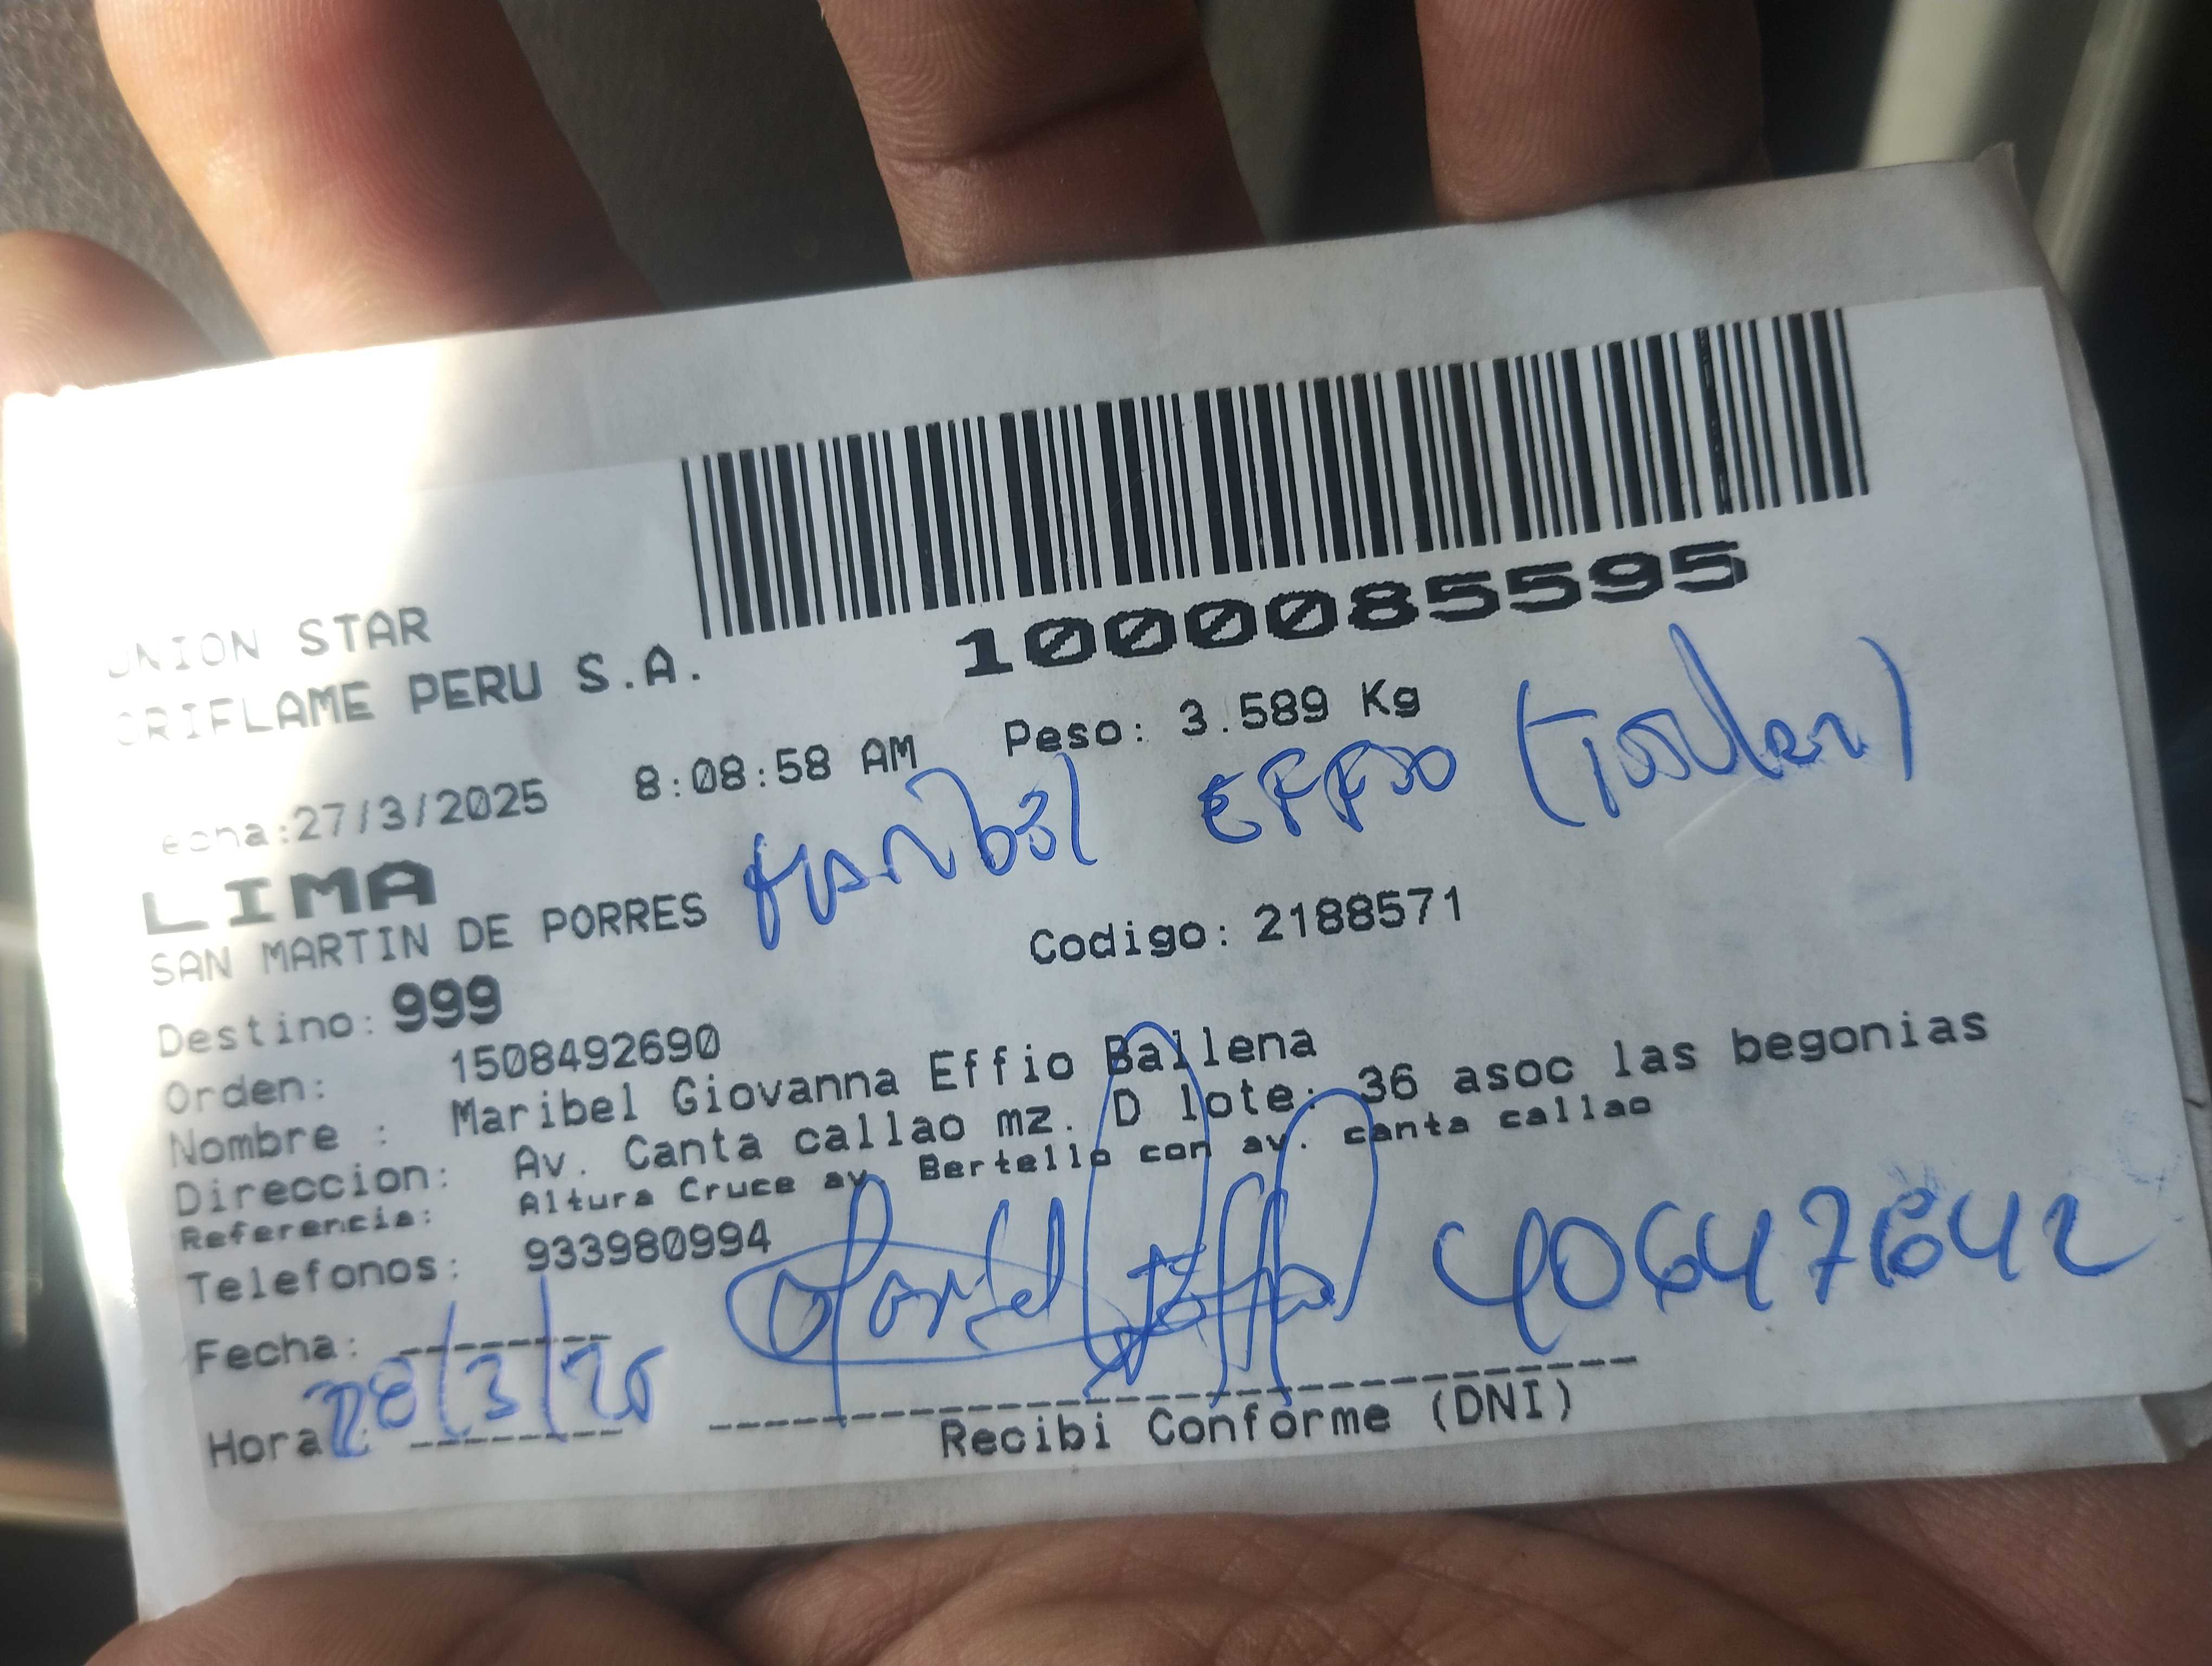 1000085595
UNION STAR
ORIFLAME PERU S.A.
echa:27/3/2025 8:08:58 AM Peso: 3.589 Kg
Maribel EFFIO (Titular)
LIMA
SAN MARTIN DE PORRES
Codigo: 2188571
Destino: 999
Orden: 1508492690
Nombre : Maribel Giovanna Effio Ballena
Direccion: Av. Canta callao mz. D lote: 36 asoc las begonias
Referencia: Altura Cruce av. Bertello con av. canta callao
Telefonos: 933980994
40647642
Fecha:
28/3/25
Hora :
Recibi Conforme (DNI)